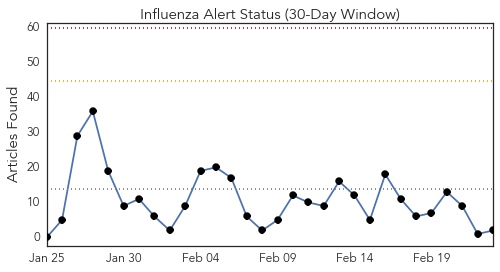 Influenza Alert Status (30-Day Window)
Articles Found
60
50
40
30
20
10
0
Jan 25
Jan 30
Feb 04
Feb 09
Feb 14
Feb 19